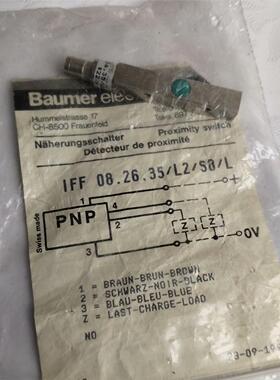 Baumer elec
Hummelstrasse 17
CH-8500 Frauenfeld
Näherungsschalter Proximity switch
Détecteur de proximité
IFF 08.26.35/L2/S8/L
1
+
PNP
4
2
Z
Z
3
0V
Swiss made
1 = BRAUN-BRUN-BROWN
2 = SCHWARZ-NOIR-BLACK
3 = BLAU-BLEU-BLUE
Z = LAST-CHARGE-LOAD
NO